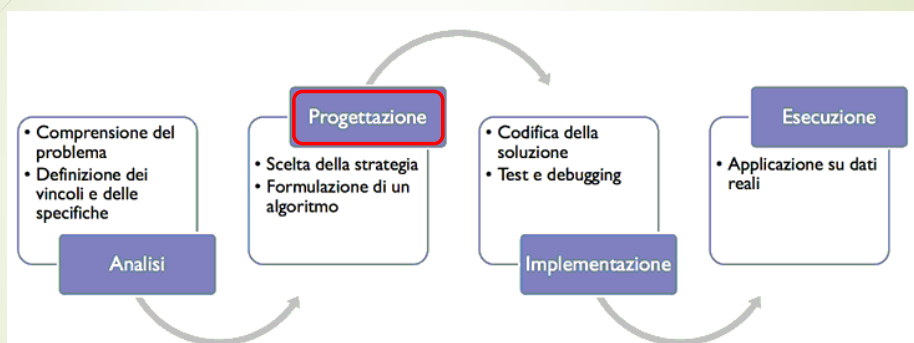 • Comprensione del
problema
• Definizione dei
vincoli e delle
specifiche
Analisi
Progettazione
• Scelta della strategia
• Formulazione di un
algoritmo
• Codifica della
soluzione
• Test e debugging
Implementazione
Esecuzione
• Applicazione su dati
reali